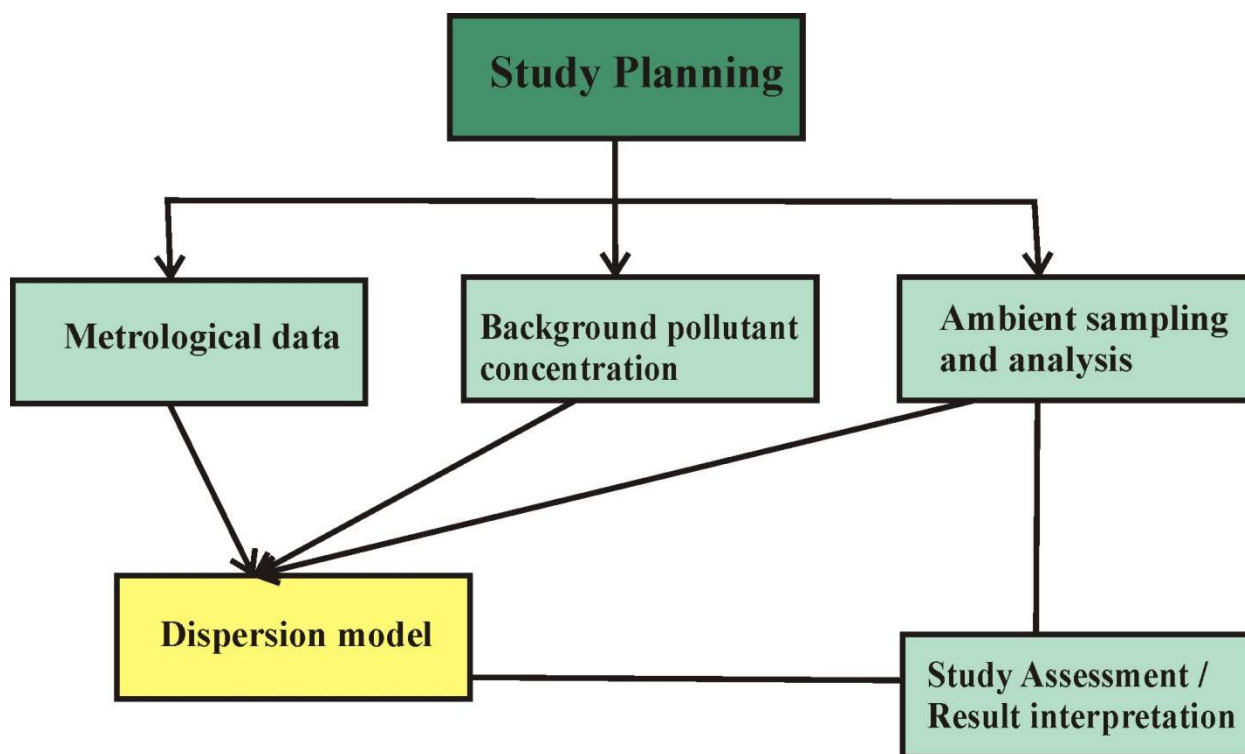 Study Planning
Metrological data
Background pollutant
concentration
Ambient sampling
and analysis
Dispersion model
Study Assessment /
Result interpretation